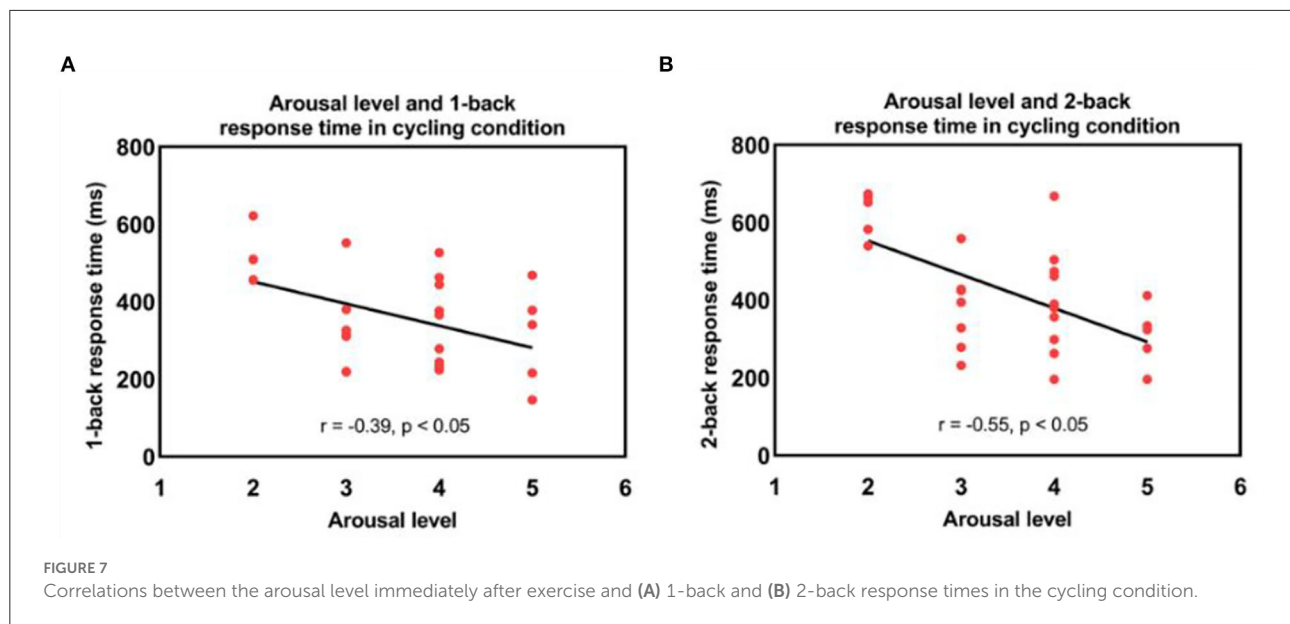 A
Arousal level and 1-back
response time in cycling condition
1-back response time (ms)
800
600
400
200
0
r = -0.39, p < 0.05
1 2 3 4 5 6
Arousal level
B
Arousal level and 2-back
response time in cycling condition
2-back response time (ms)
800
600
400
200
0
r = -0.55, p < 0.05
1 2 3 4 5 6
Arousal level
FIGURE 7
Correlations between the arousal level immediately after exercise and (A) 1-back and (B) 2-back response times in the cycling condition.